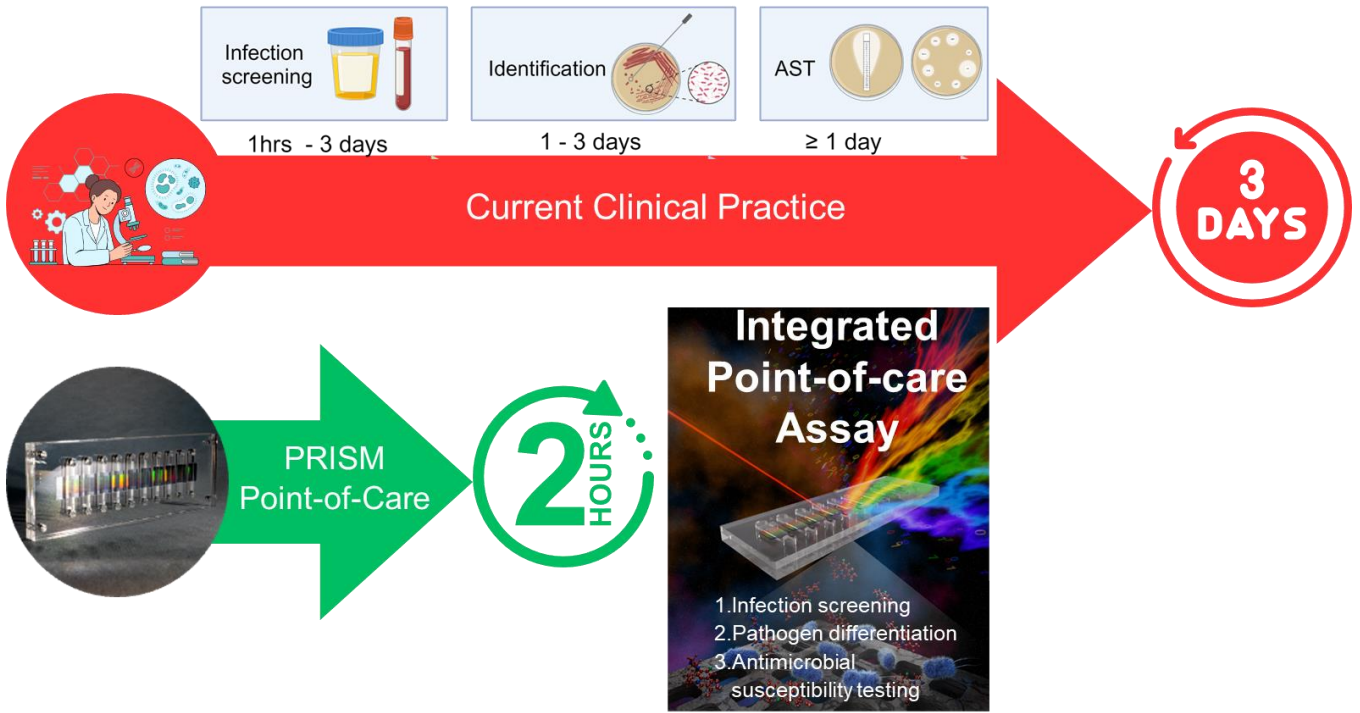 Infection
screening
Identification
AST
1hrs - 3 days
1 - 3 days
≥ 1 day
Current Clinical Practice
3
DAYS
PRISM
Point-of-Care
2
HOURS
Integrated
Point-of-care
Assay
1.Infection screening
2.Pathogen differentiation
3.Antimicrobial
susceptibility testing